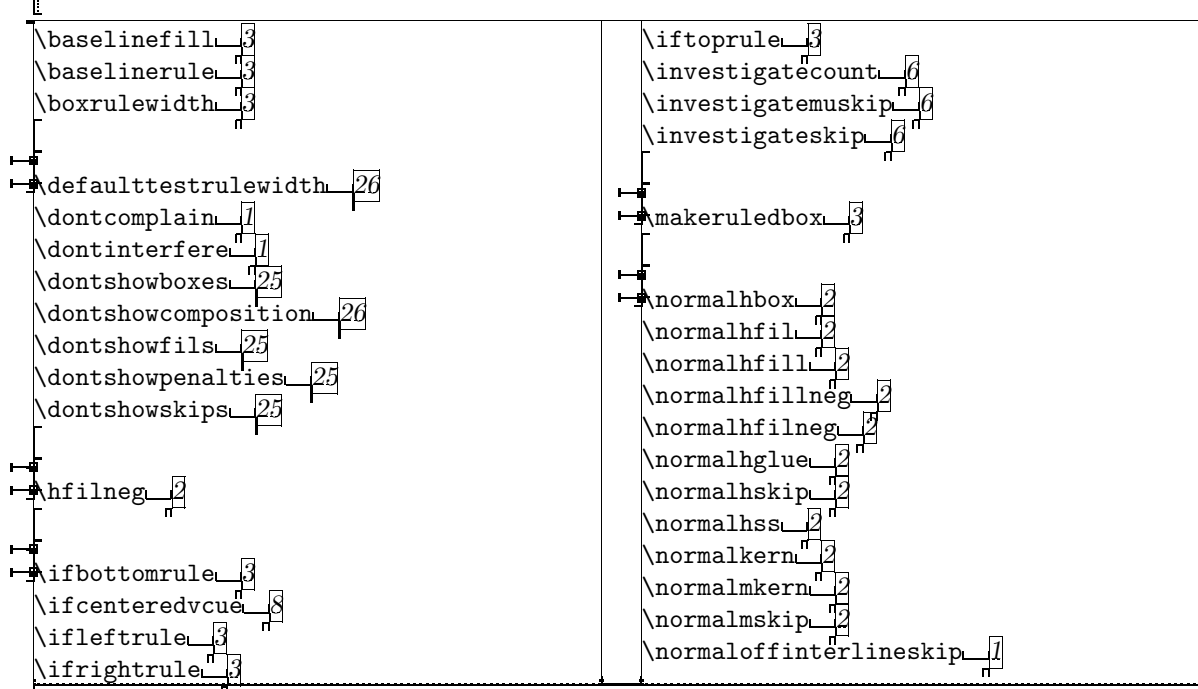 \baselinefill 3
\baselinerule 3
\boxrulewidth 3
\defaulttestrulewidth 26
\dontcomplain 1
\dontinterfere 1
\dontshowboxes 25
\dontshowcomposition 26
\dontshowfils 25
\dontshowpenalties 25
\dontshowskips 25
\hfilneg 2
\ifbottomrule 3
\ifcenteredvcue 8
\ifleftrule 3
\ifrightrule 3
\iftoprule 3
\investigatecount 6
\investigatemuskip 6
\investigateskip 6
\makeruledbox 3
\normalhbox 2
\normalhfil 2
\normalhfill 2
\normalhfillneg 2
\normalhfilneg 2
\normalhglue 2
\normalhskip 2
\normalhss 2
\normalkern 2
\normalmkern 2
\normalmskip 2
\normaloffinterlineskip 1